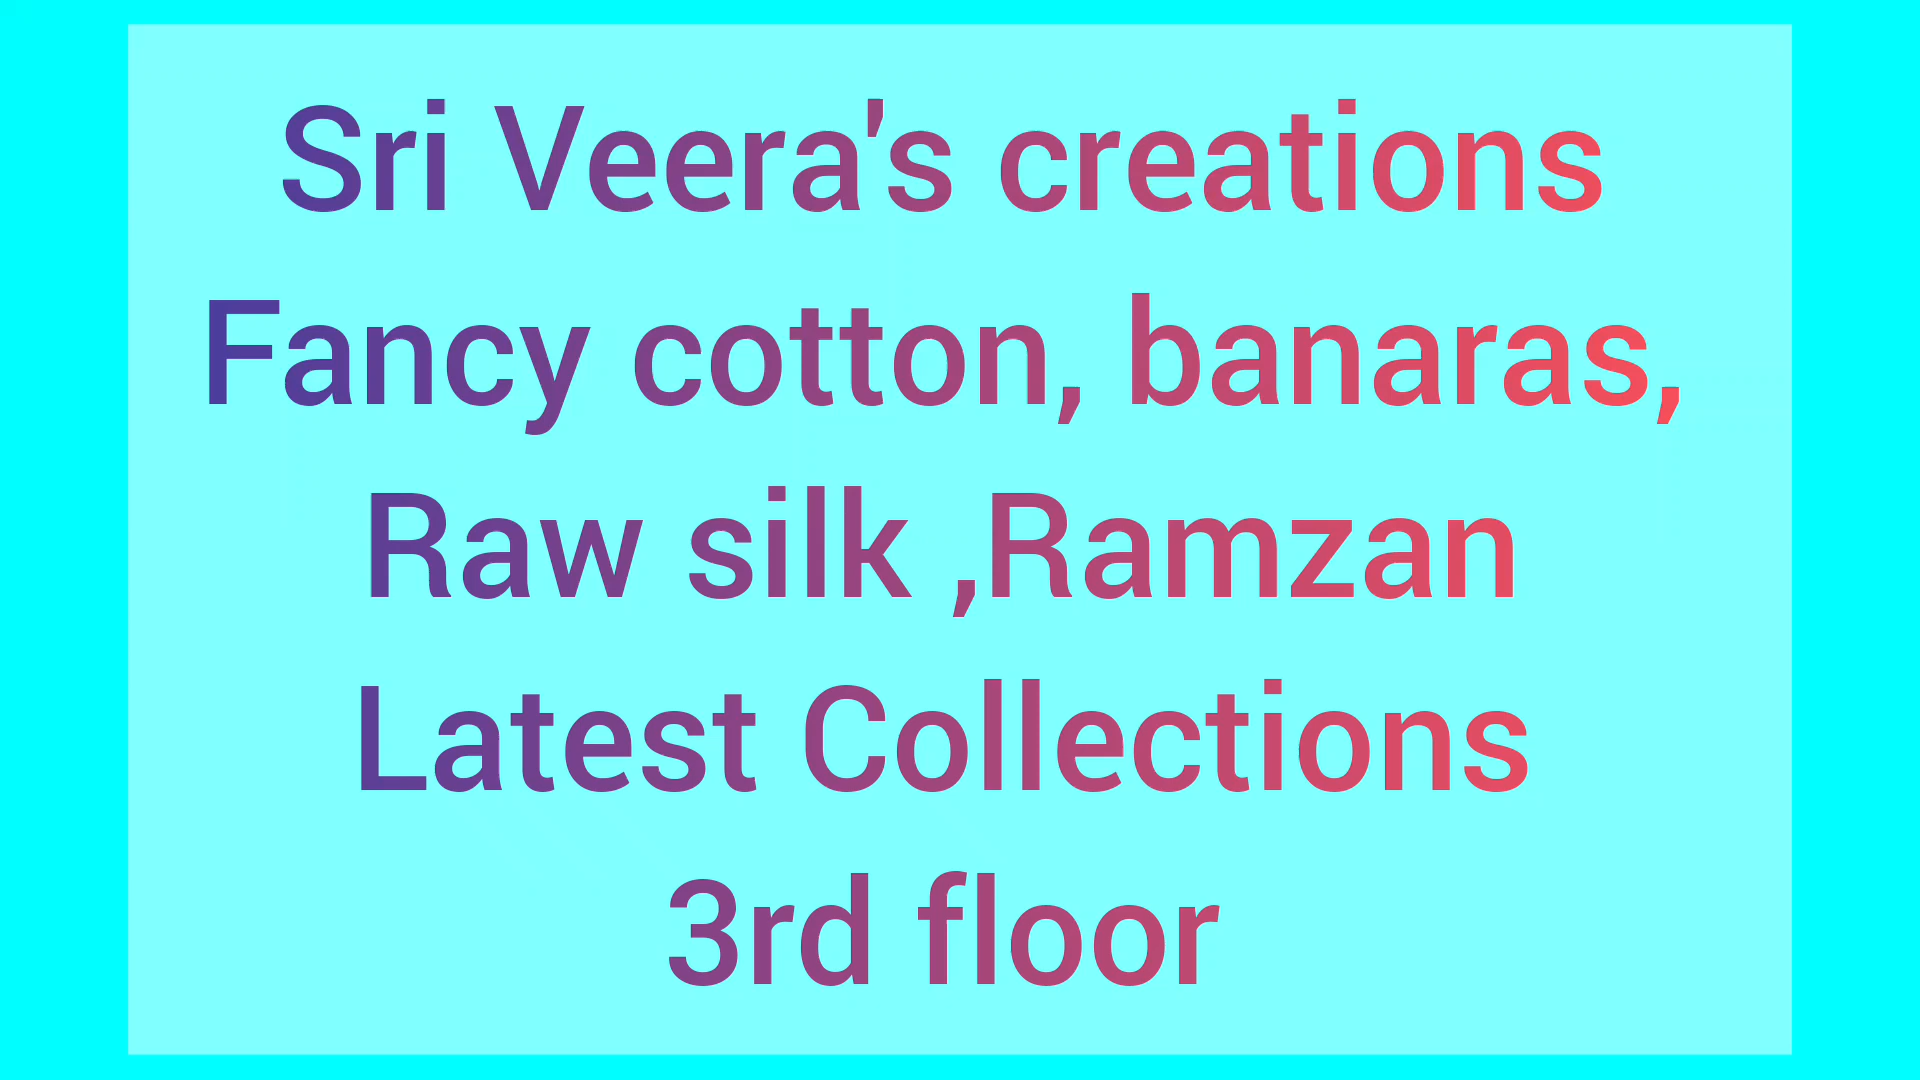 Sri Veera's creations
Fancy cotton, banaras,
Raw silk ,Ramzan
Latest Collections
3rd floor